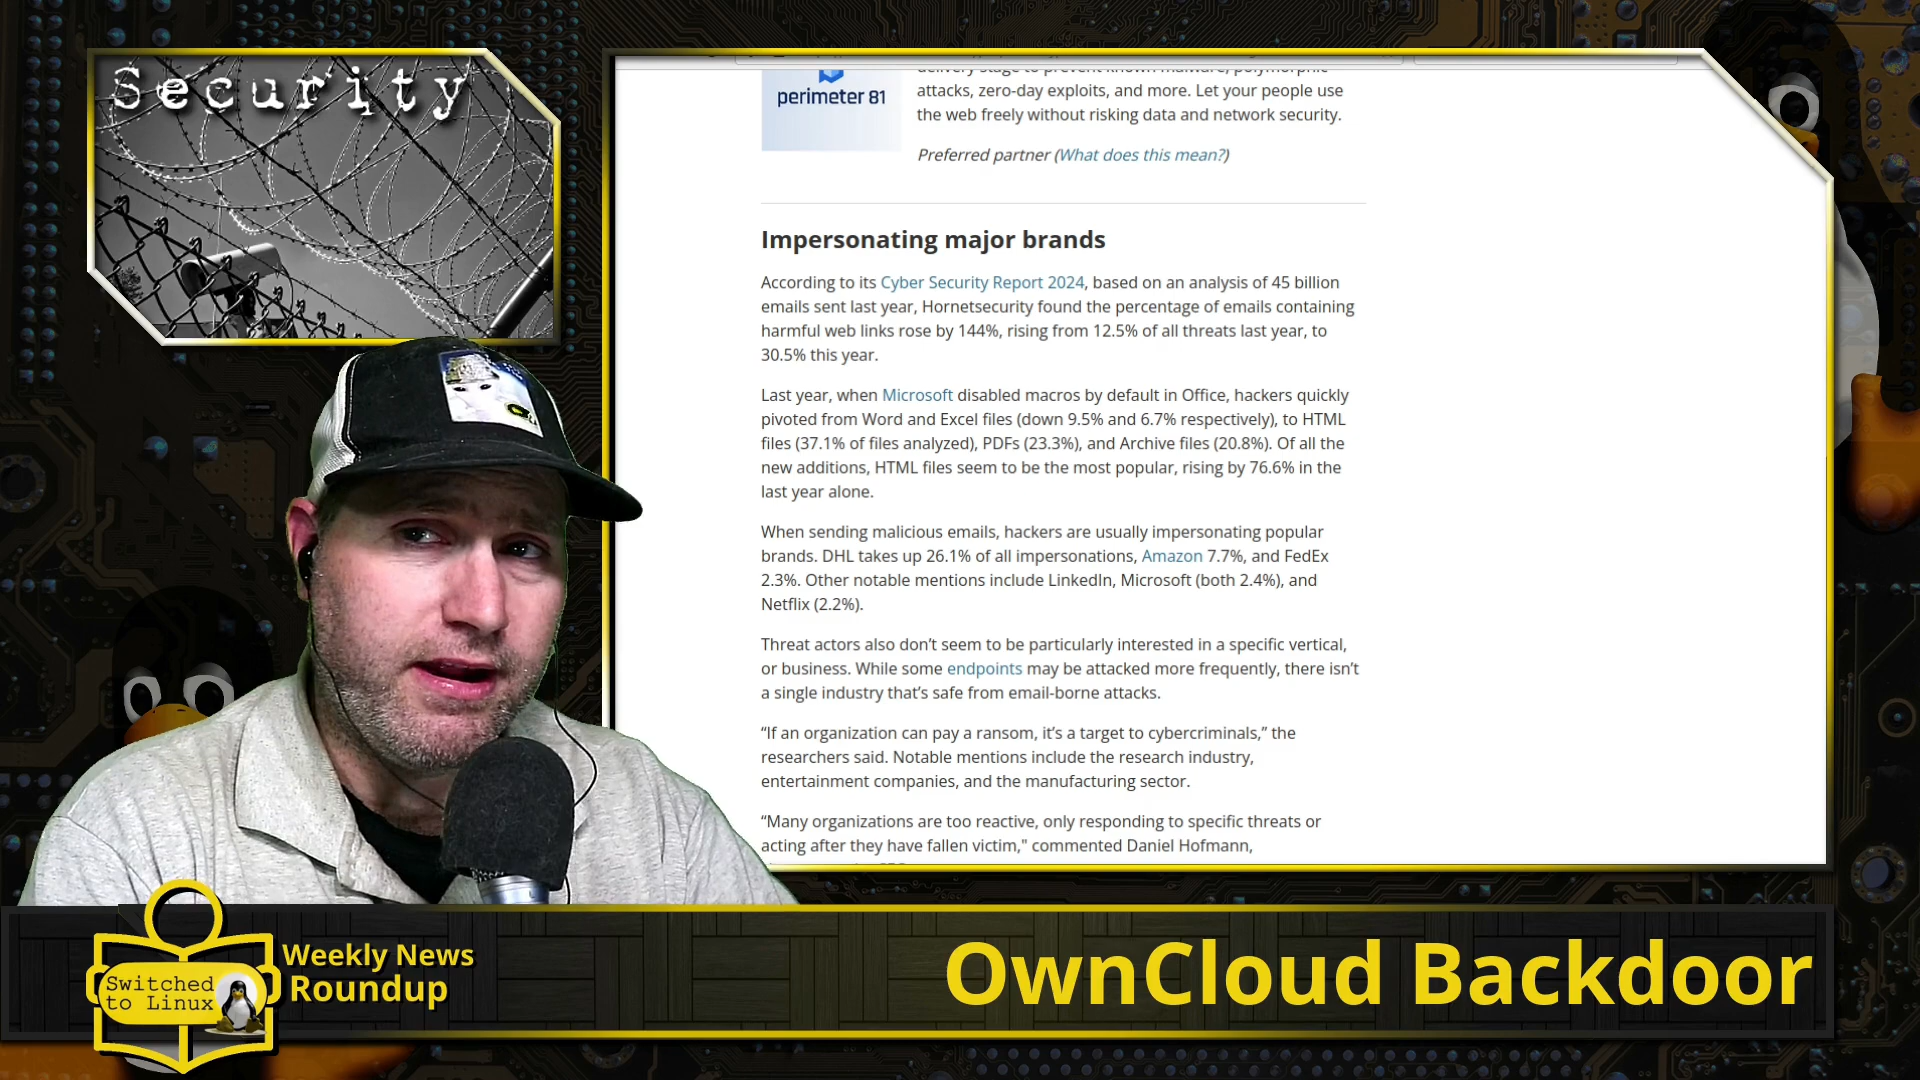 Security
delivery stage to prevent known malware, polymorphic
perimeter 81
attacks, zero-day exploits, and more. Let your people use
the web freely without risking data and network security.
Preferred partner (What does this mean?)
Impersonating major brands
According to its Cyber Security Report 2024, based on an analysis of 45 billion
emails sent last year, Hornetsecurity found the percentage of emails containing
harmful web links rose by 144%, rising from 12.5% of all threats last year, to
30.5% this year.
Last year, when Microsoft disabled macros by default in Office, hackers quickly
pivoted from Word and Excel files (down 9.5% and 6.7% respectively), to HTML
files (37.1% of files analyzed), PDFs (23.3%), and Archive files (20.8%). Of all the
new additions, HTML files seem to be the most popular, rising by 76.6% in the
last year alone.
When sending malicious emails, hackers are usually impersonating popular
brands. DHL takes up 26.1% of all impersonations, Amazon 7.7%, and FedEx
2.3%. Other notable mentions include LinkedIn, Microsoft (both 2.4%), and
Netflix (2.2%).
Threat actors also don’t seem to be particularly interested in a specific vertical,
or business. While some endpoints may be attacked more frequently, there isn’t
a single industry that’s safe from email-borne attacks.
“If an organization can pay a ransom, it’s a target to cybercriminals,” the
researchers said. Notable mentions include the research industry,
entertainment companies, and the manufacturing sector.
“Many organizations are too reactive, only responding to specific threats or
acting after they have fallen victim," commented Daniel Hofmann,
Switched
to Linux
Weekly News
Roundup
OwnCloud Backdoor